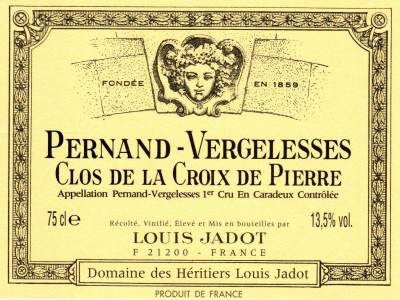 FONDÉE EN 1859
PERNAND-VERGELESSES
CLOS DE LA CROIX DE PIERRE
Appellation Pernand-Vergelesses 1er Cru En Caradeux Contrôlée
75 cl e Récolté, Vinifié, Élevé et Mis en bouteilles par 13,5% vol.
LOUIS JADOT
F 21200 - FRANCE
Domaine des Héritiers Louis Jadot
PRODUIT DE FRANCE